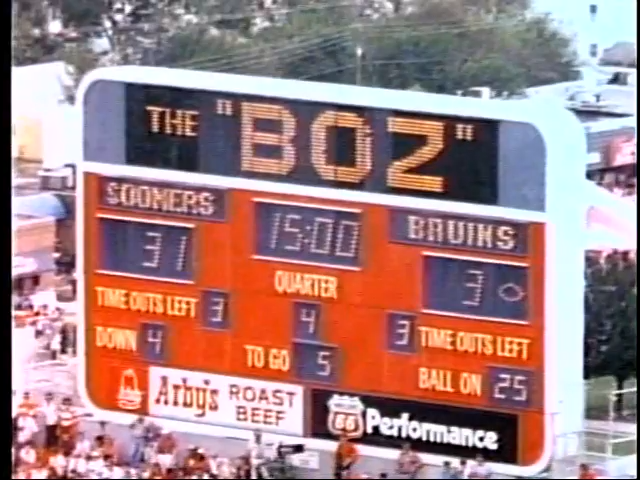 THE "BOZ"
SOONERS 15:00 BRUINS
31 3
QUARTER
TIME OUTS LEFT 3 4 3 TIME OUTS LEFT
DOWN 4 TO GO 5 BALL ON 25
Arby's ROAST BEEF
PHILLIPS 66 Performance